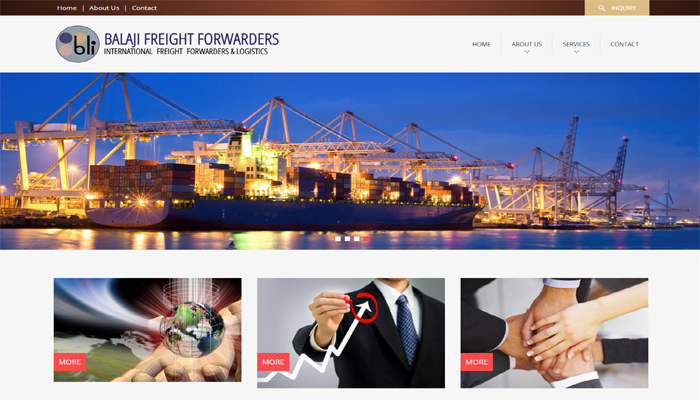 Home | About Us | Contact
INQUIRY
bli
BALAJI FREIGHT FORWARDERS
INTERNATIONAL FREIGHT FORWARDERS & LOGISTICS
HOME ABOUT US SERVICES CONTACT
MORE MORE MORE